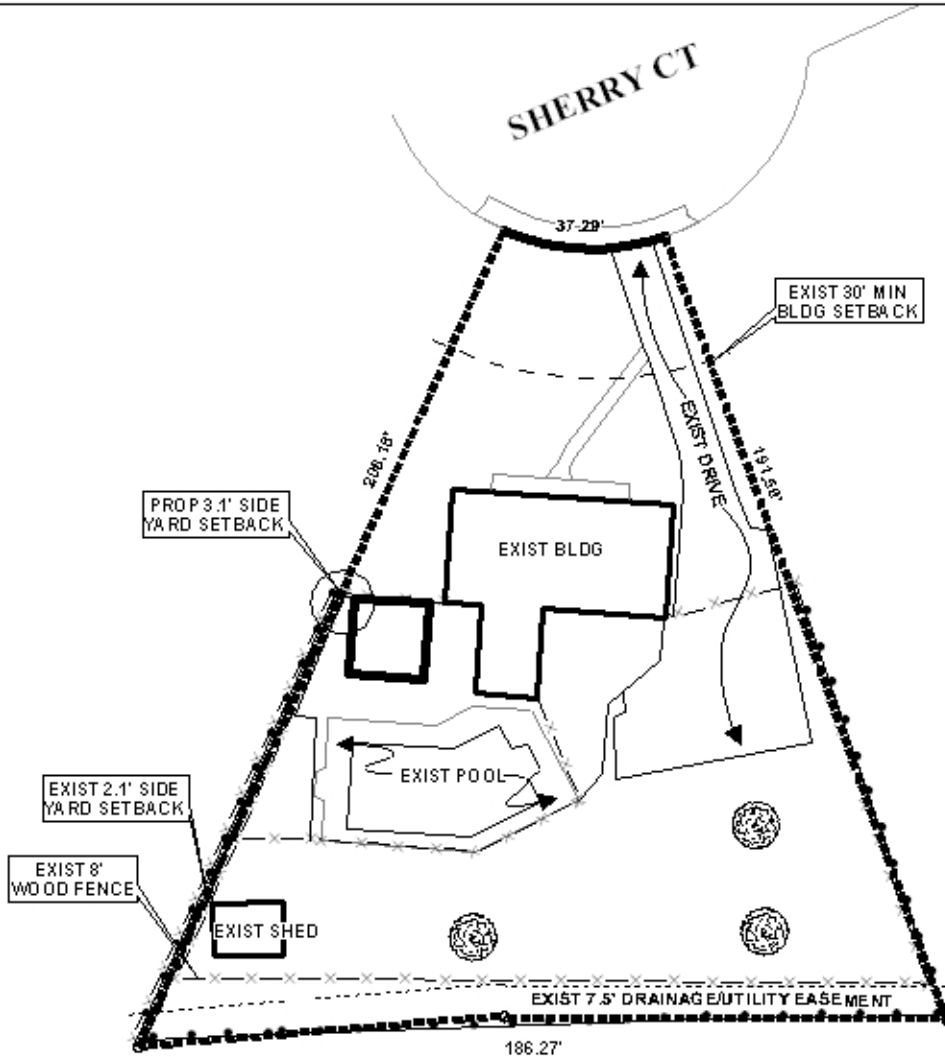 SHERRY CT
37.29'
EXIST 30' MIN
BLDG SETBACK
206.18'
191.58'
EXIST DRIVE
PROP 3.1' SIDE
YARD SETBACK
EXIST BLDG
EXIST POOL
EXIST 2.1' SIDE
YARD SETBACK
EXIST 8'
WOOD FENCE
EXIST SHED
EXIST 7.5' DRAINAGE/UTILITY EASEMENT
186.27'